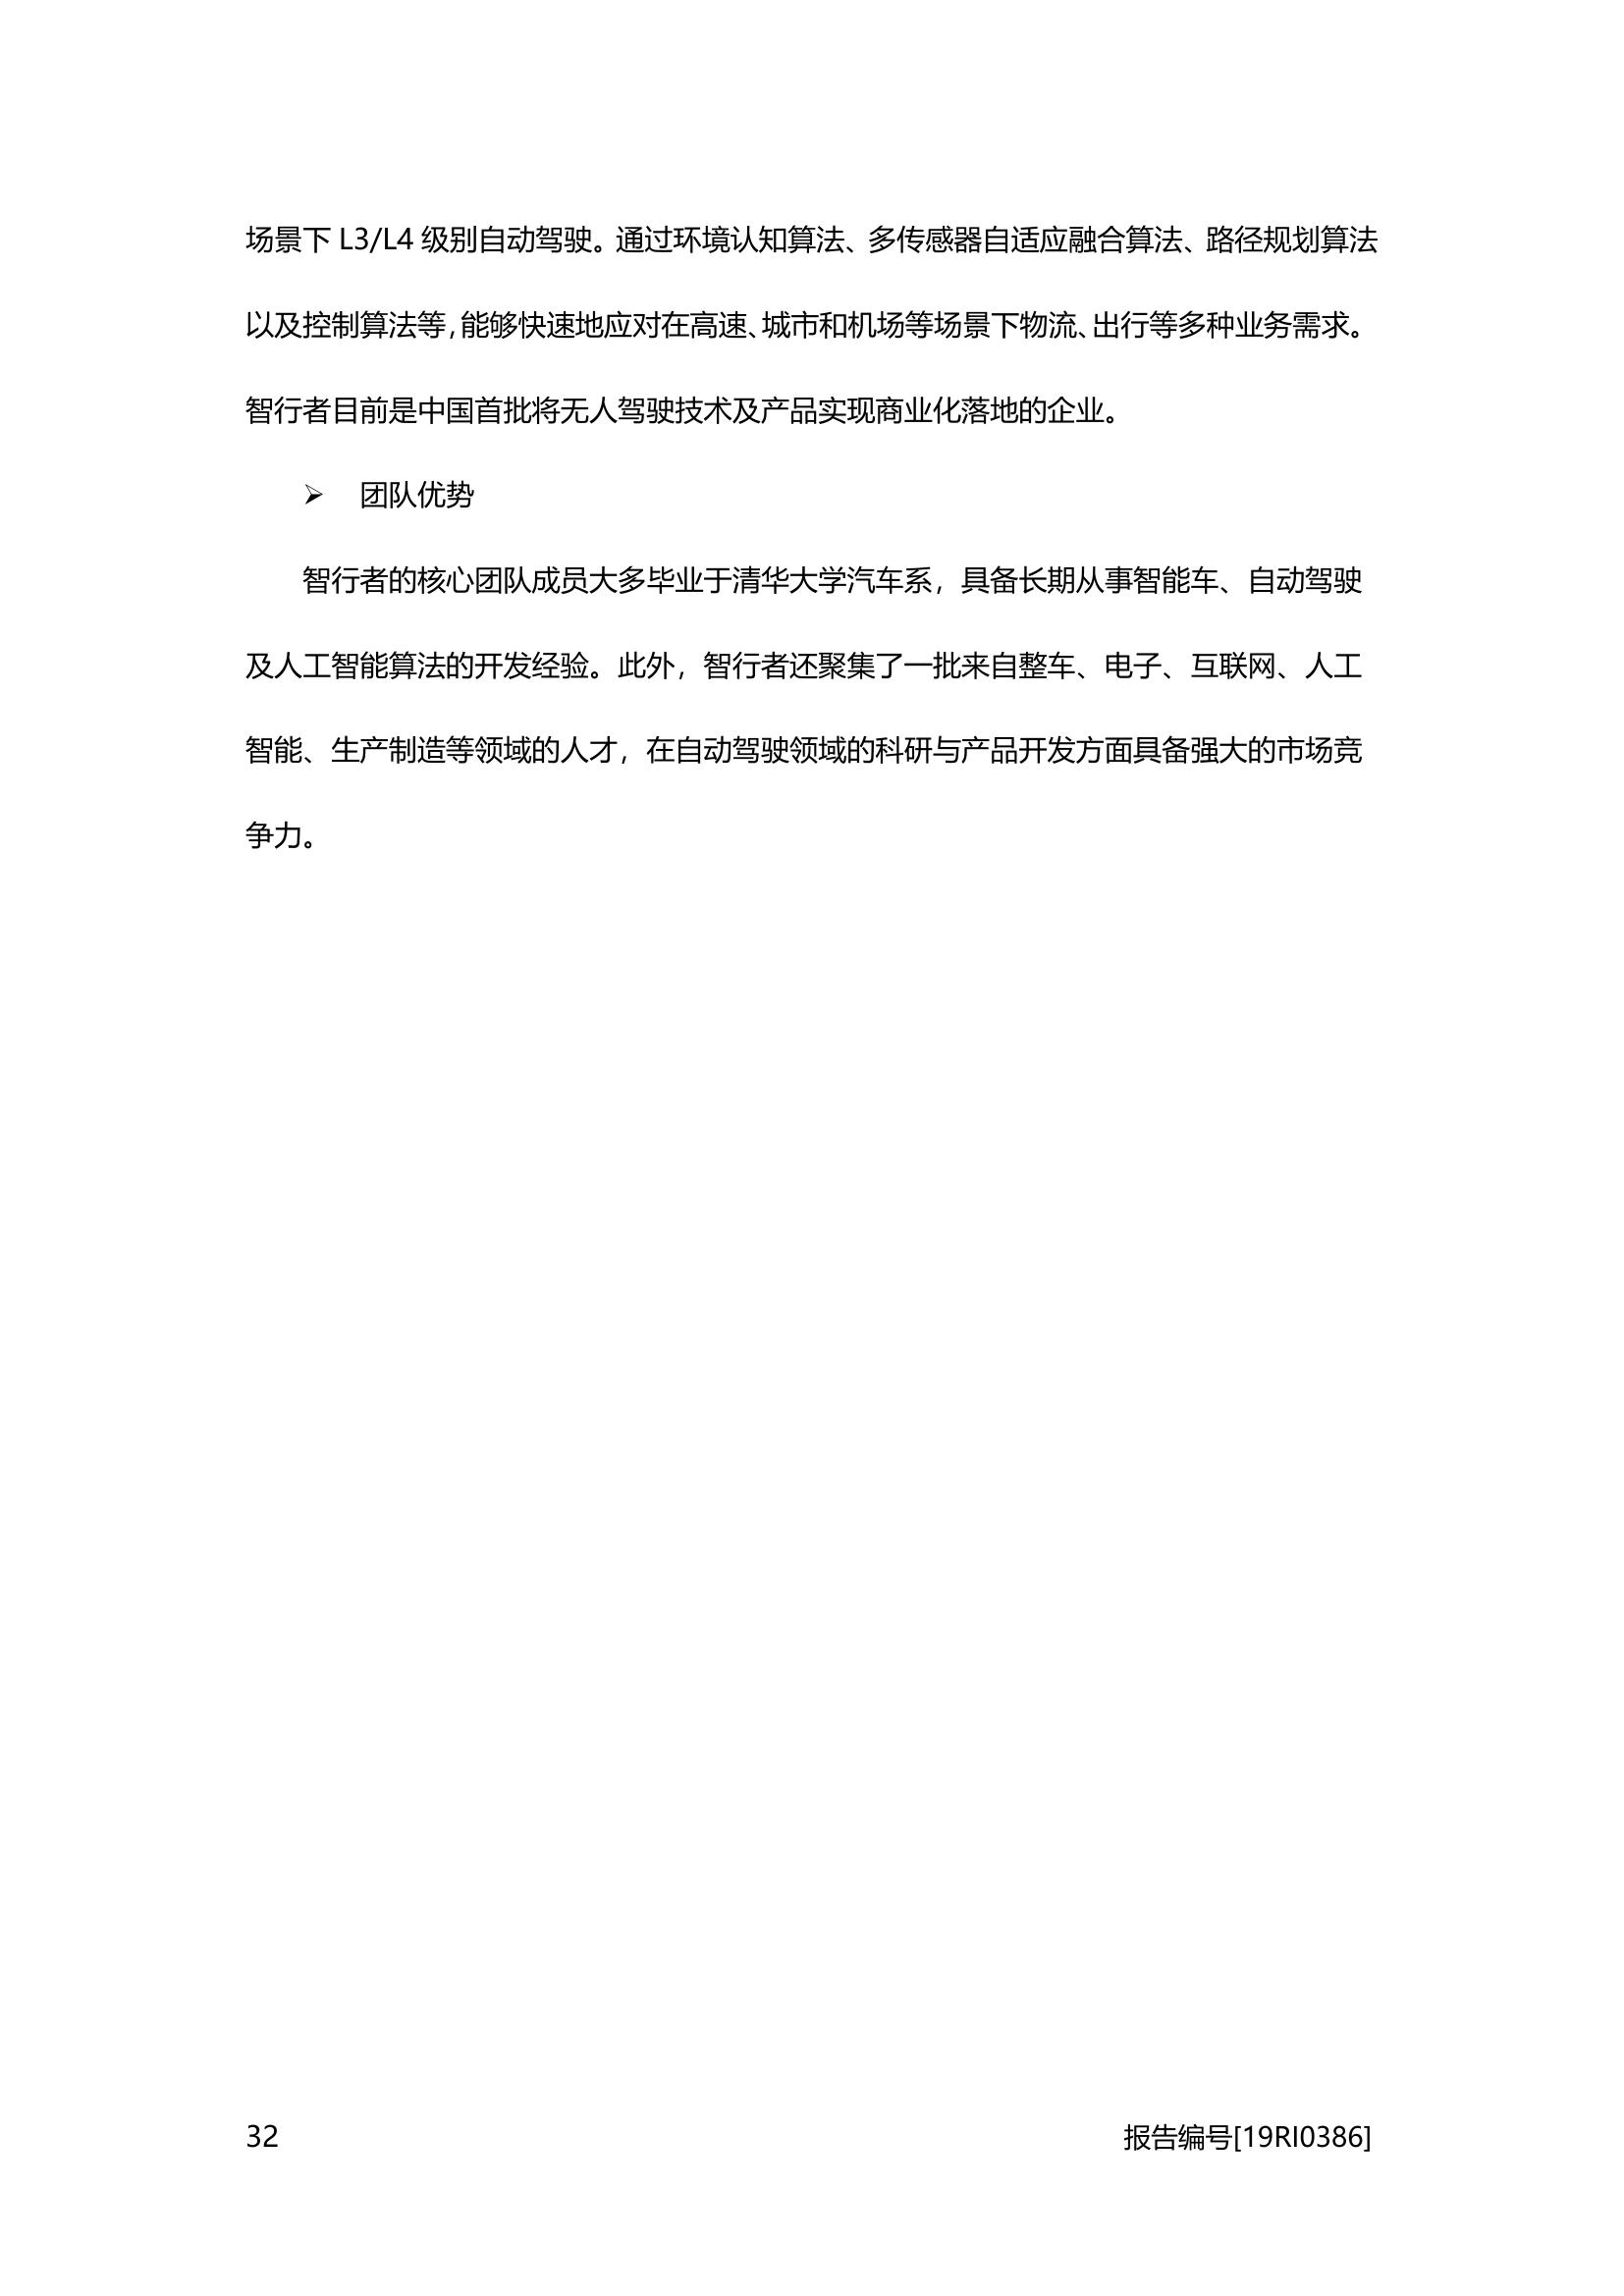 场景下 L3/L4 级别自动驾驶。通过环境认知算法、多传感器自适应融合算法、路径规划算法
以及控制算法等，能够快速地应对在高速、城市和机场等场景下物流、出行等多种业务需求。
智行者目前是中国首批将无人驾驶技术及产品实现商业化落地的企业。
➢ 团队优势
智行者的核心团队成员大多毕业于清华大学汽车系，具备长期从事智能车、自动驾驶
及人工智能算法的开发经验。此外，智行者还聚集了一批来自整车、电子、互联网、人工
智能、生产制造等领域的人才，在自动驾驶领域的科研与产品开发方面具备强大的市场竞
争力。
32 报告编号[19RI0386]